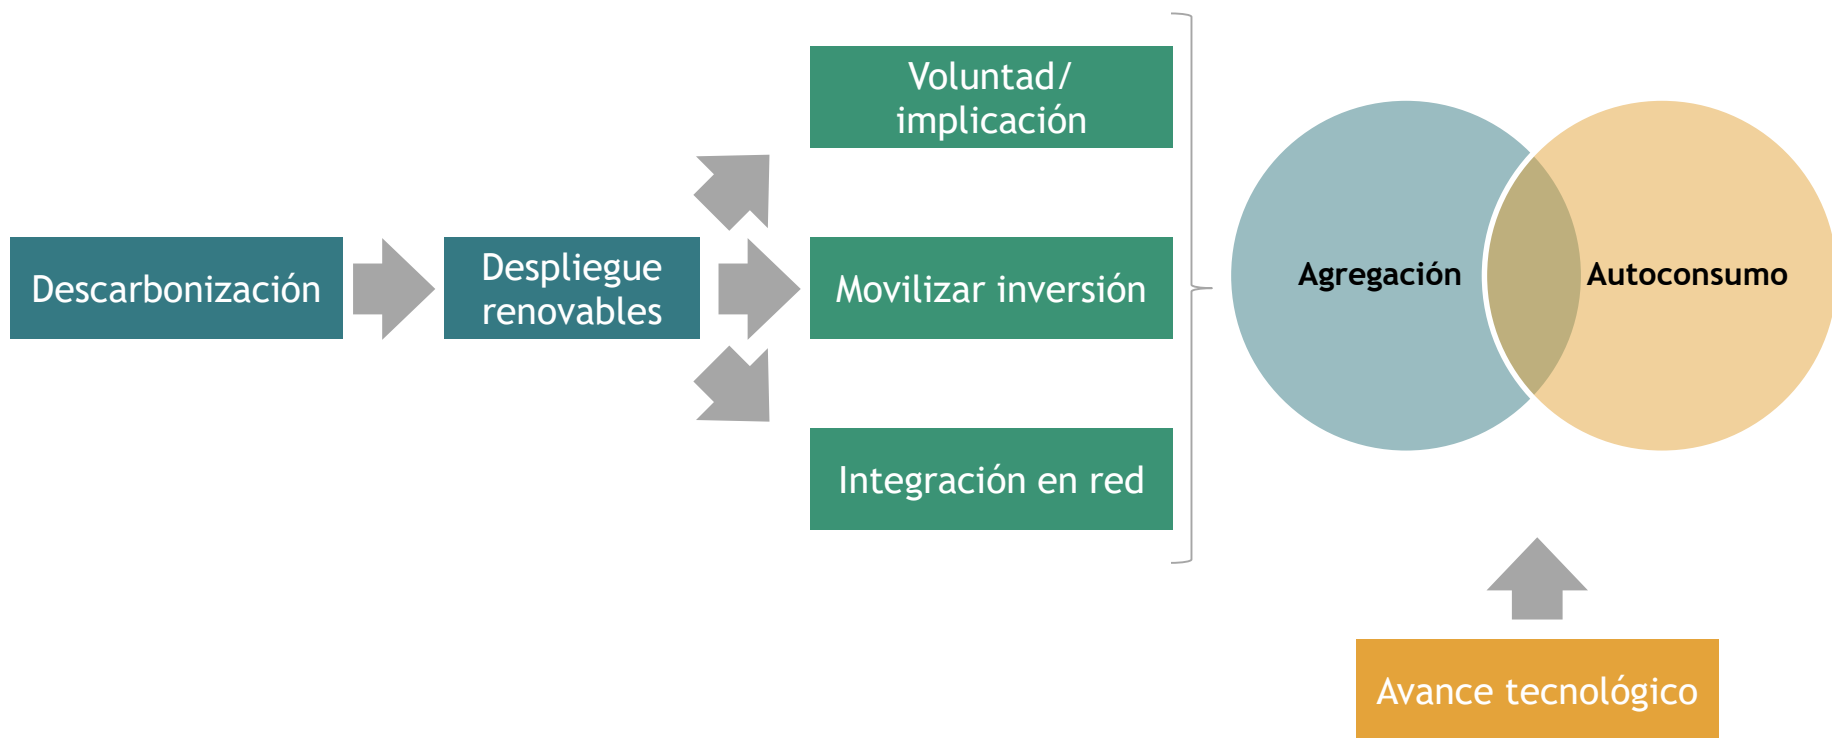 Descarbonización
Despliegue
renovables
Voluntad/
implicación
Movilizar inversión
Integración en red
Agregación
Autoconsumo
Avance tecnológico